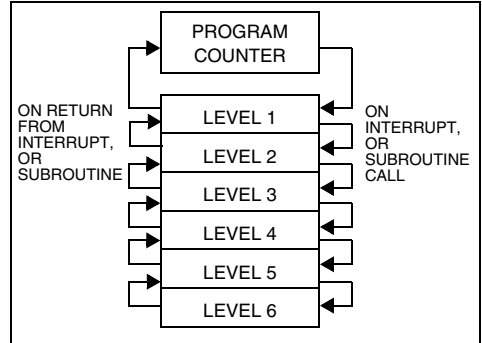 PROGRAM
COUNTER
ON RETURN
FROM
INTERRUPT,
OR
SUBROUTINE
LEVEL 1
LEVEL 2
LEVEL 3
LEVEL 4
LEVEL 5
LEVEL 6
ON
INTERRUPT,
OR
SUBROUTINE
CALL